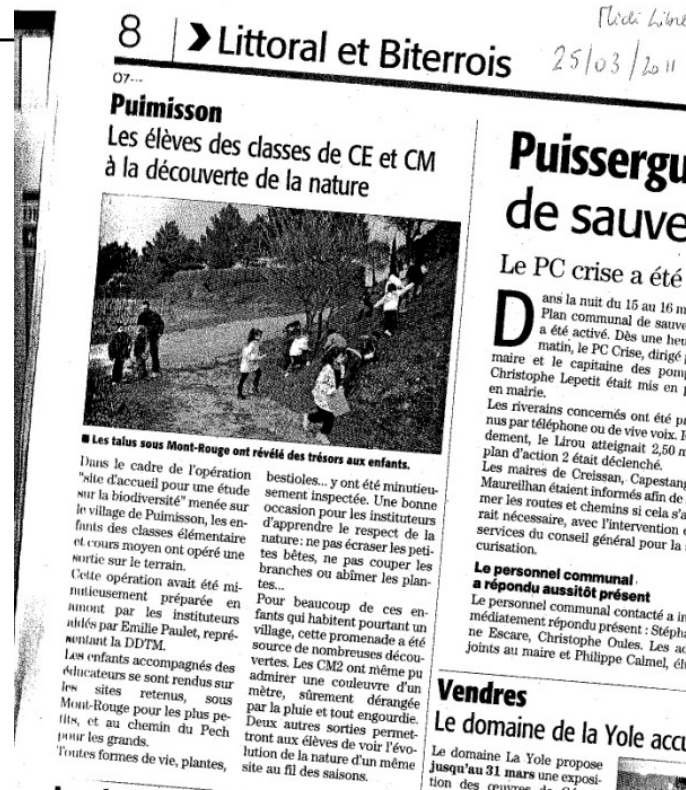 Midi Libre
25/03/2011
8 Littoral et Biterrois
07---
Puimisson
Les élèves des classes de CE et CM
à la découverte de la nature
■ Les talus sous Mont-Rouge ont révélé des trésors aux enfants.
Dans le cadre de l'opération
"site d'accueil pour une étude
sur la biodiversité" menée sur
le village de Puimisson, les en-
fants des classes élémentaire
et cours moyen ont opéré une
sortie sur le terrain.
Cette opération avait été mi-
nutieusement préparée en
amont par les instituteurs
aidés par Emilie Paulet, repré-
sentant la DDTM.
Les enfants accompagnés des
éducateurs se sont rendus sur
les sites retenus, sous
Mont-Rouge pour les plus pe-
tits, et au chemin du Pech
pour les grands.
Toutes formes de vie, plantes,
bestioles... y ont été minutieu-
sement inspectée. Une bonne
occasion pour les instituteurs
d'apprendre le respect de la
nature: ne pas écraser les peti-
tes bêtes, ne pas couper les
branches ou abîmer les plan-
tes...
Pour beaucoup de ces en-
fants qui habitent pourtant un
village, cette promenade a été
source de nombreuses décou-
vertes. Les CM2 ont même pu
admirer une couleuvre d'un
mètre, sûrement dérangée
par la pluie et tout engourdie.
Deux autres sorties permet-
tront aux élèves de voir l'évo-
lution de la nature d'un même
site au fil des saisons.
Puissergu
de sauve
Le PC crise a été
Dans la nuit du 15 au 16 m
Plan communal de sauve
a été activé. Dès une heu
matin, le PC Crise, dirigé
maire et le capitaine des pomp
Christophe Lepetit était mis en p
en mairie.
Les riverains concernés ont été pr
nus par téléphone ou de vive voix.
dement, le Lirou atteignait 2,50 m
plan d'action 2 était déclenché.
Les maires de Creissan, Capestang
Maureilhan étaient informés afin de
mer les routes et chemins si cela s'a
rait nécessaire, avec l'intervention
services du conseil général pour la
curisation.
Le personnel communal
a répondu aussitôt présent
Le personnel communal contacté a im
médiatement répondu présent : Stépha
ne Escare, Christophe Oules. Les ad
joints au maire et Philippe Calmel, élu
Vendres
Le domaine de la Yole accu
Le domaine La Yole propose
jusqu'au 31 mars une exposi-
tion des œuvres de